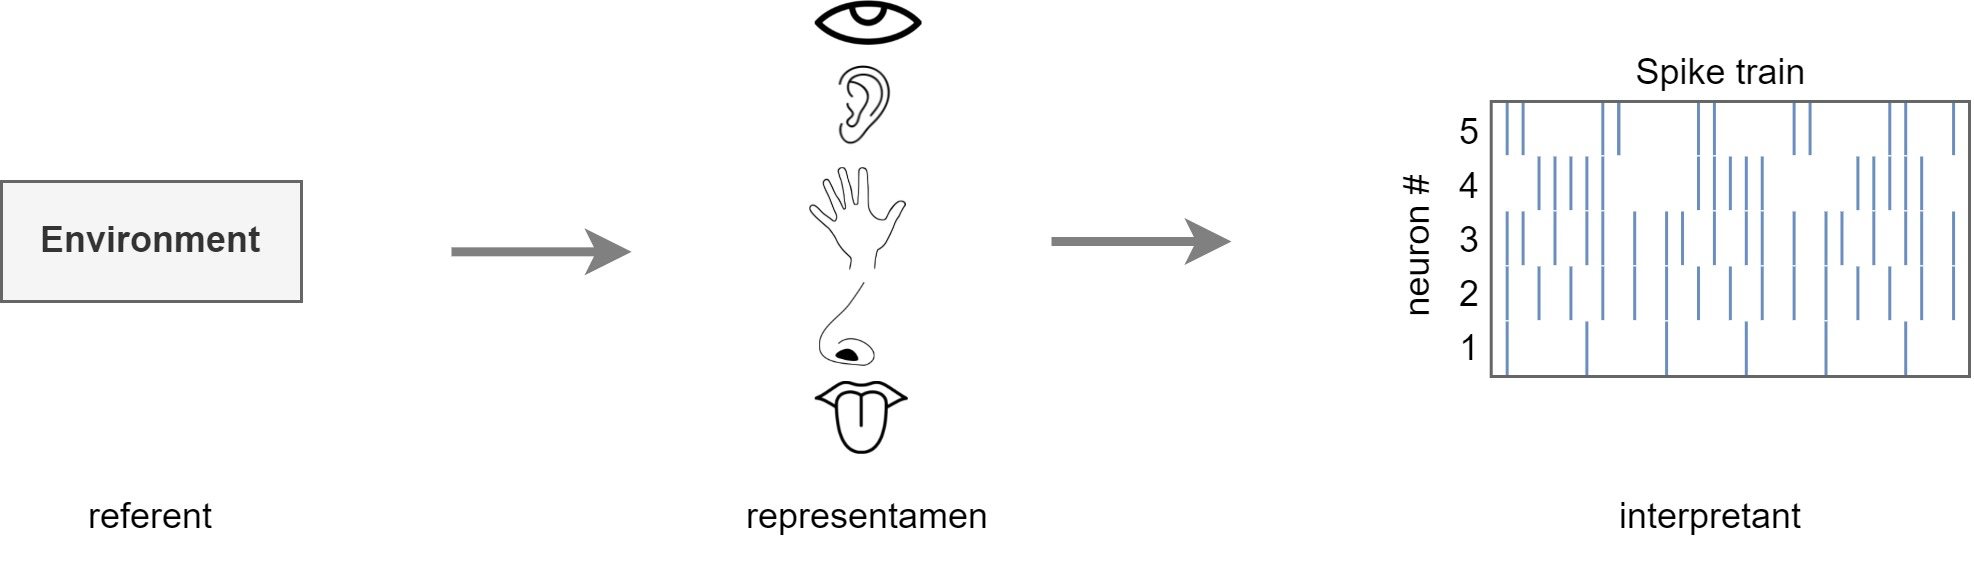 Environment
Spike train
neuron #
5
4
3
2
1
referent
representamen
interpretant